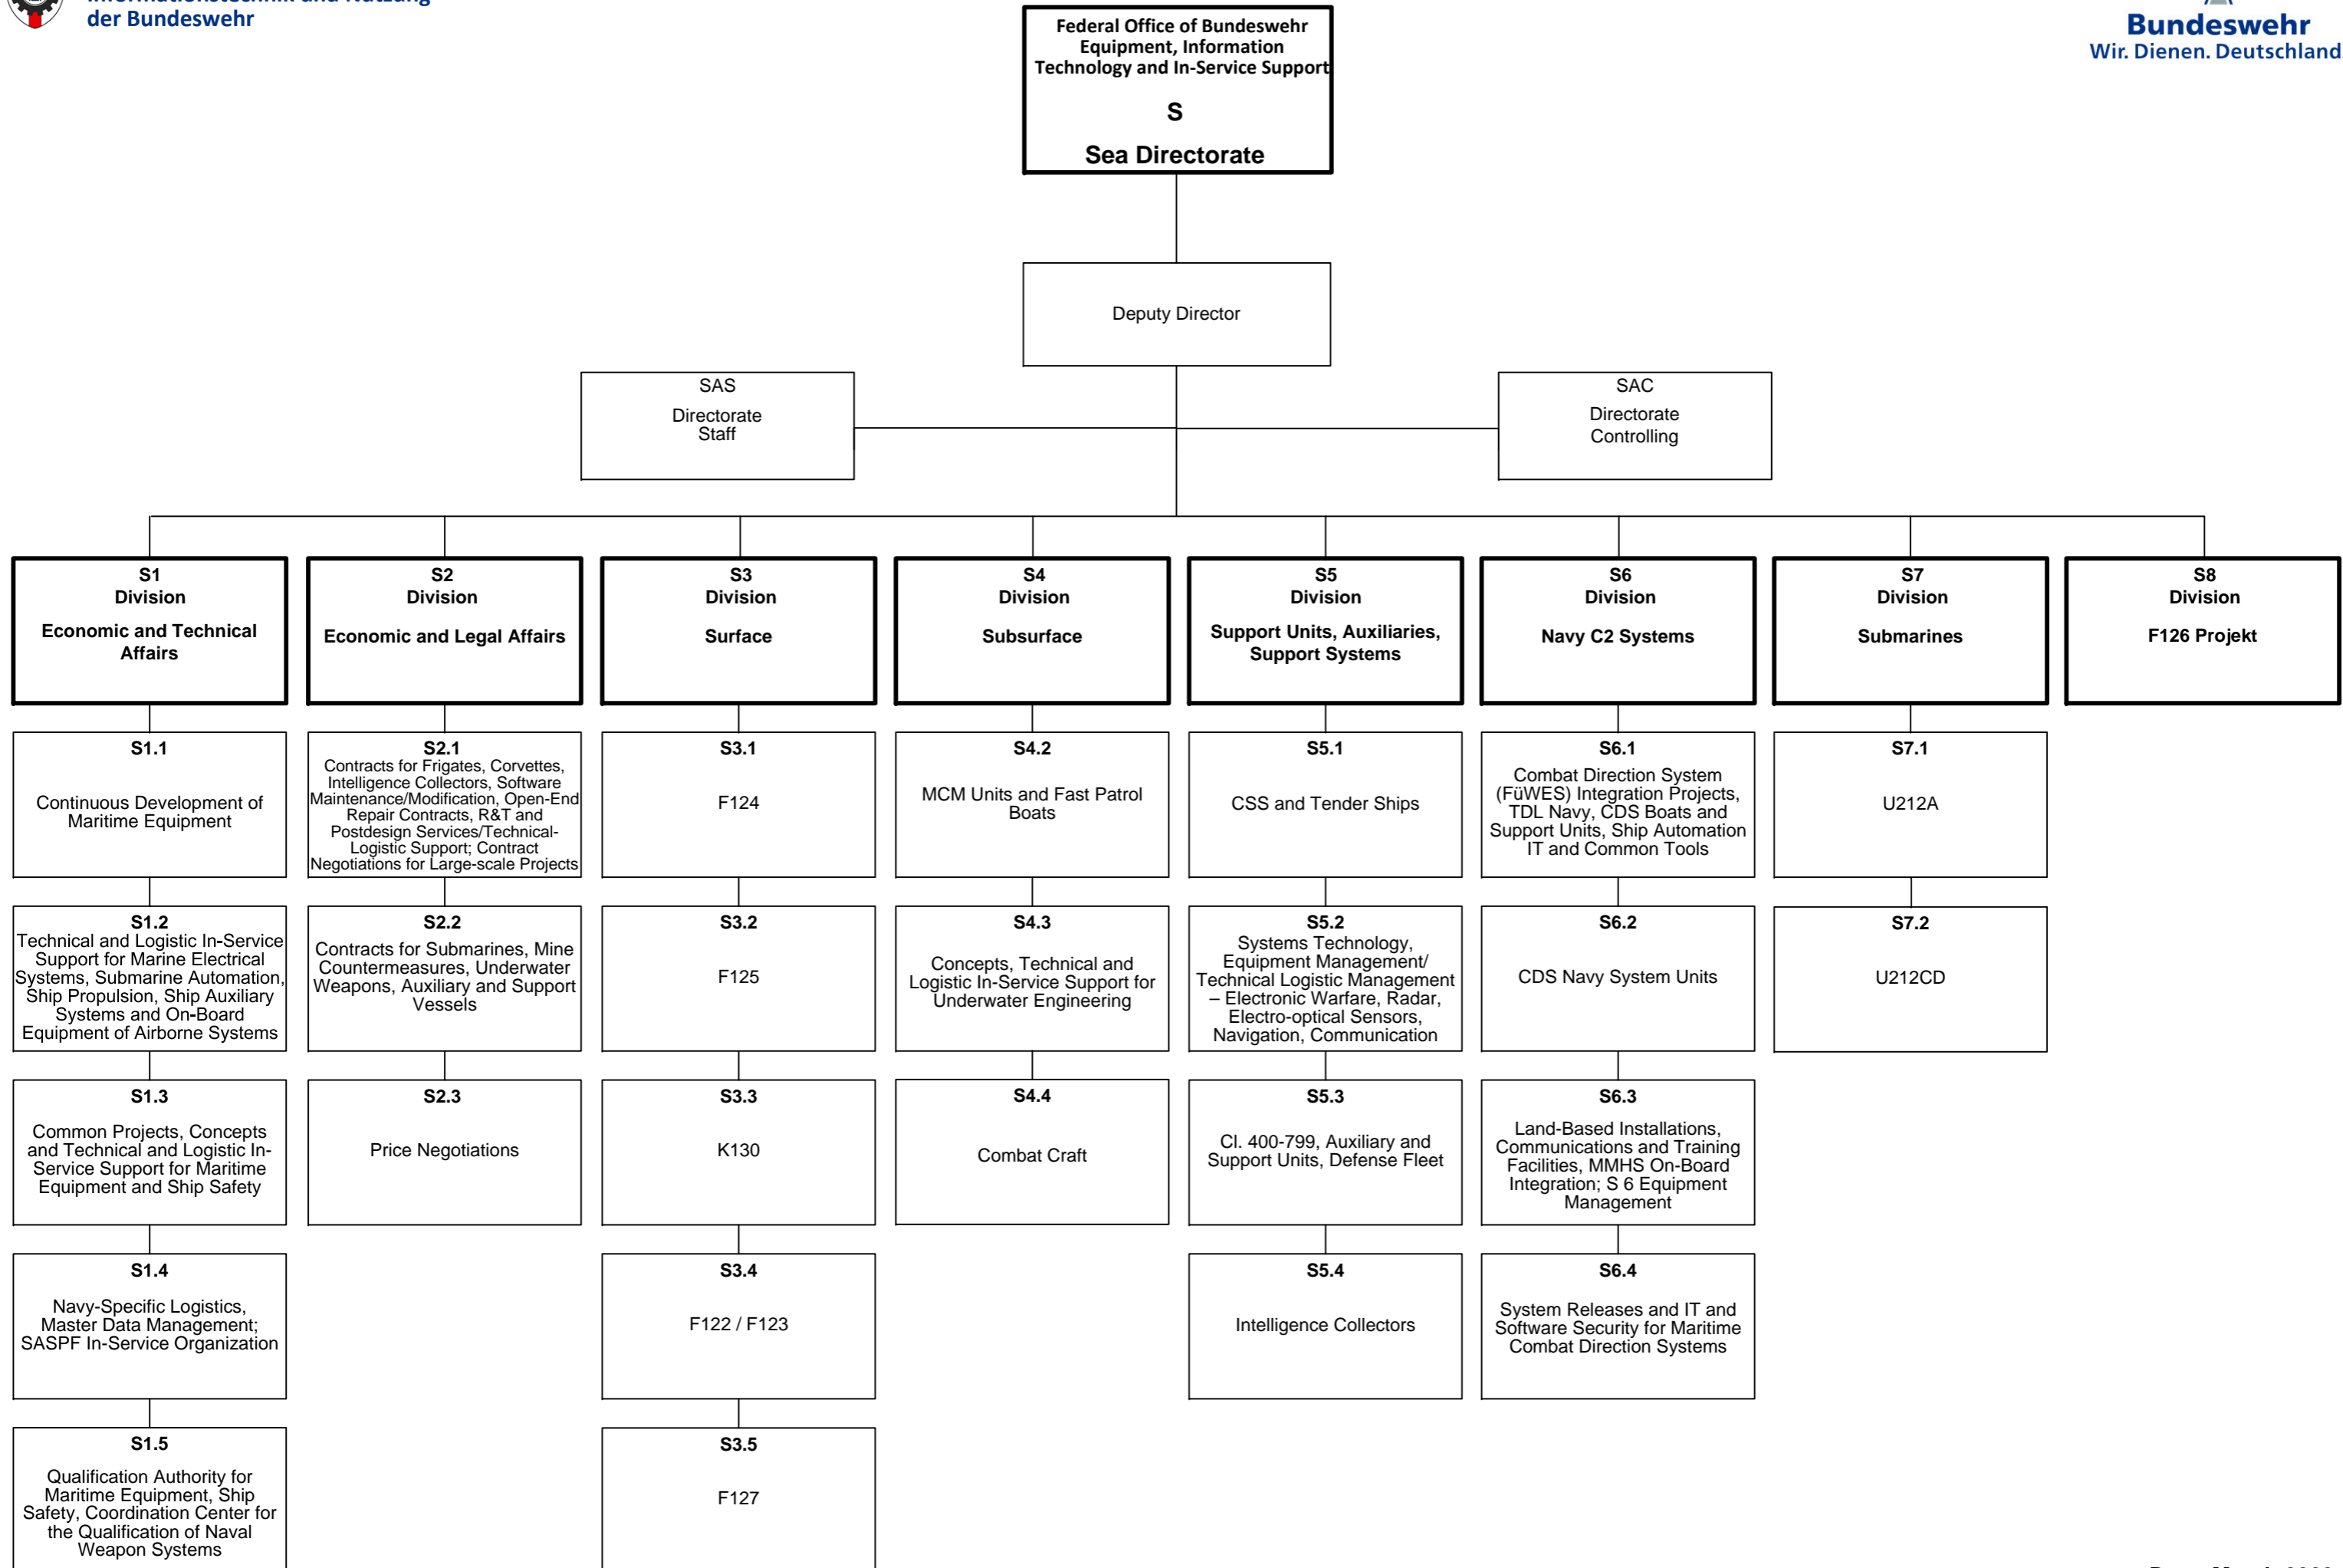 der Bundeswehr
Bundeswehr
Wir. Dienen. Deutschland
Federal Office of Bundeswehr
Equipment, Information
Technology and In-Service Support
S
Sea Directorate
Deputy Director
SAS
Directorate
Staff
SAC
Directorate
Controlling
S1
Division
Economic and Technical
Affairs
S2
Division
Economic and Legal Affairs
S3
Division
Surface
S4
Division
Subsurface
S5
Division
Support Units, Auxiliaries,
Support Systems
S6
Division
Navy C2 Systems
S7
Division
Submarines
S8
Division
F126 Projekt
S1.1
Continuous Development of
Maritime Equipment
S2.1
Contracts for Frigates, Corvettes,
Intelligence Collectors, Software
Maintenance/Modification, Open-End
Repair Contracts, R&T and
Postdesign Services/Technical-
Logistic Support; Contract
Negotiations for Large-scale Projects
S3.1
F124
S4.2
MCM Units and Fast Patrol
Boats
S5.1
CSS and Tender Ships
S6.1
Combat Direction System
(FüWES) Integration Projects,
TDL Navy, CDS Boats and
Support Units, Ship Automation
IT and Common Tools
S7.1
U212A
S1.2
Technical and Logistic In-Service
Support for Marine Electrical
Systems, Submarine Automation,
Ship Propulsion, Ship Auxiliary
Systems and On-Board
Equipment of Airborne Systems
S2.2
Contracts for Submarines, Mine
Countermeasures, Underwater
Weapons, Auxiliary and Support
Vessels
S3.2
F125
S4.3
Concepts, Technical and
Logistic In-Service Support for
Underwater Engineering
S5.2
Systems Technology,
Equipment Management/
Technical Logistic Management
– Electronic Warfare, Radar,
Electro-optical Sensors,
Navigation, Communication
S6.2
CDS Navy System Units
S7.2
U212CD
S1.3
Common Projects, Concepts
and Technical and Logistic In-
Service Support for Maritime
Equipment and Ship Safety
S2.3
Price Negotiations
S3.3
K130
S4.4
Combat Craft
S5.3
Cl. 400-799, Auxiliary and
Support Units, Defense Fleet
S6.3
Land-Based Installations,
Communications and Training
Facilities, MMHS On-Board
Integration; S 6 Equipment
Management
S1.4
Navy-Specific Logistics,
Master Data Management;
SASPF In-Service Organization
S3.4
F122 / F123
S5.4
Intelligence Collectors
S6.4
System Releases and IT and
Software Security for Maritime
Combat Direction Systems
S1.5
Qualification Authority for
Maritime Equipment, Ship
Safety, Coordination Center for
the Qualification of Naval
Weapon Systems
S3.5
F127